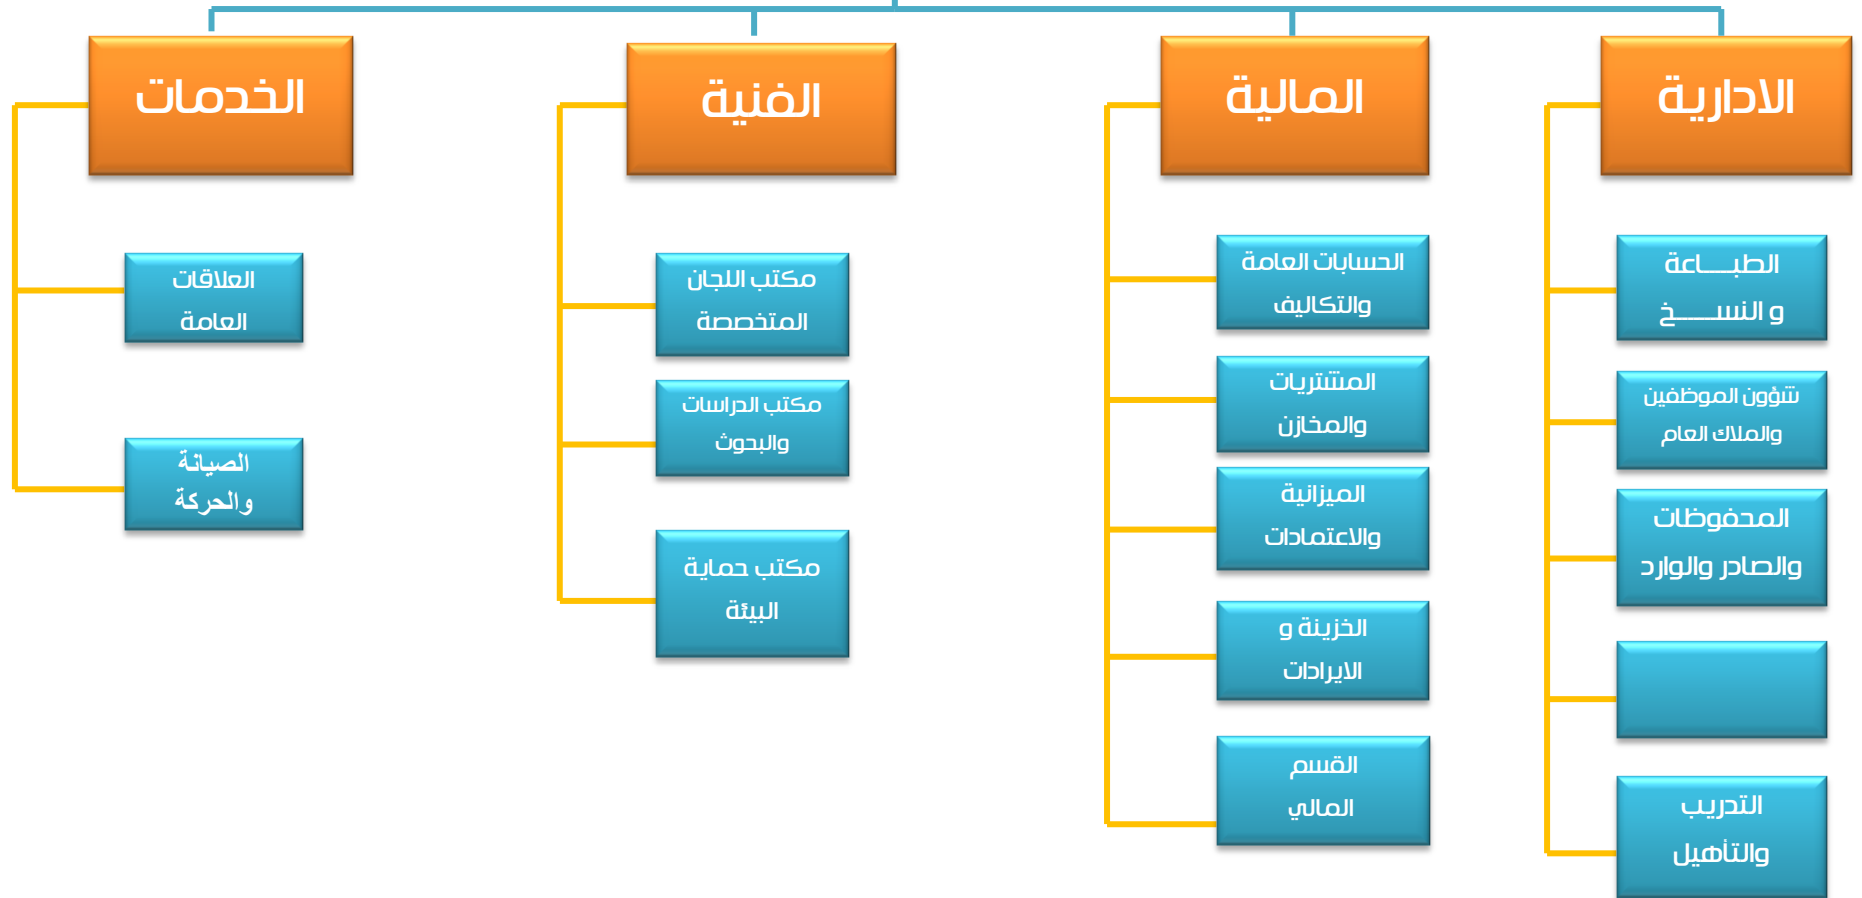 الادارية
الطبـــاعة
و النســـــخ
شؤون الموظفين
والملاك العام
المحفوظات
والصادر والوارد
التدريب
والتأهيل
المالية
الحسابات العامة
والتكاليف
المشتريات
والمخازن
الميزانية
والاعتمادات
الخزينة و
الايرادات
القسم
المالي
الفنية
مكتب اللجان
المتخصصة
مكتب الدراسات
والبحوث
مكتب حماية
البيئة
الخدمات
العلاقات
العامة
الصيانة
والحركة